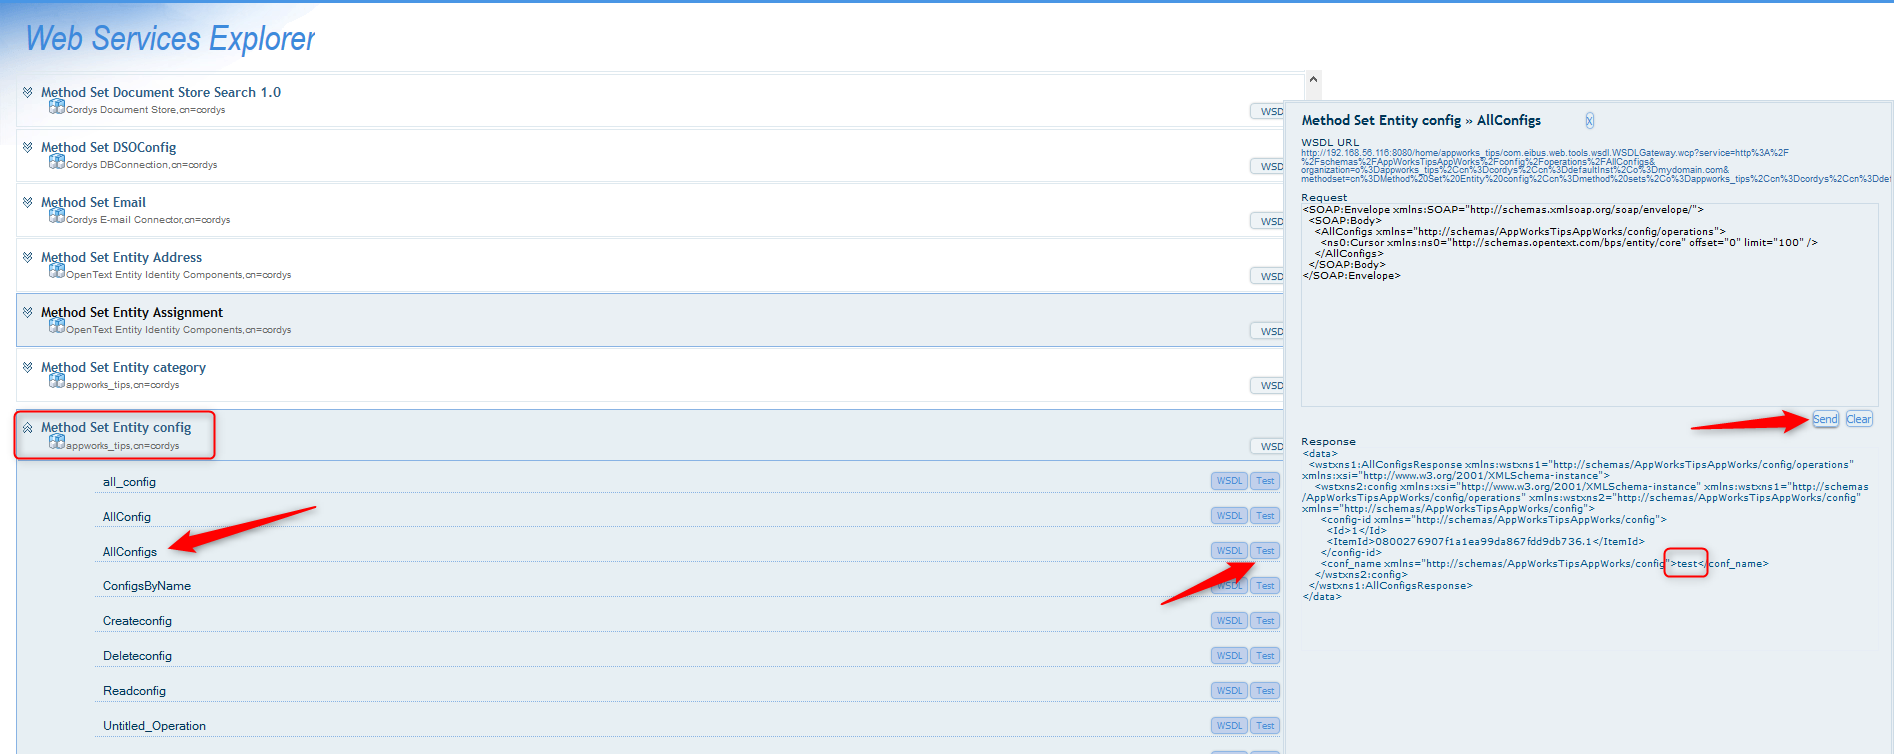 Web Services Explorer
Method Set Document Store Search 1.0
Cordys Document Store,cn=cordys
WSD
Method Set DSOConfig
Cordys DBConnection,cn=cordys
WSD
Method Set Email
Cordys E-mail Connector,cn=cordys
WSD
Method Set Entity Address
OpenText Entity Identity Components,cn=cordys
WSD
Method Set Entity Assignment
OpenText Entity Identity Components,cn=cordys
WSD
Method Set Entity category
appworks_tips,cn=cordys
WSD
Method Set Entity config
appworks_tips,cn=cordys
WSD
all_config WSDL Test
AllConfig WSDL Test
AllConfigs WSDL Test
ConfigsByName WSDL Test
Createconfig WSDL Test
Deleteconfig WSDL Test
Readconfig WSDL Test
Untitled_Operation WSDL Test
Method Set Entity config » AllConfigs X
WSDL URL
http://192.168.56.116:8080/home/appworks_tips/com.eibus.web.tools.wsdl.WSDLGateway.wcp?service=http%3A%2F
%2Fschemas%2FAppWorksTipsAppWorks%2Fconfig%2Foperations%2FAllConfigs&
organization=o%3Dappworks_tips%2Ccn%3Dcordys%2Ccn%3DdefaultInst%2Co%3Dmydomain.com&
methodset=cn%3DMethod%20Set%20Entity%20config%2Ccn%3Dmethod%20sets%2Co%3Dappworks_tips%2Ccn%3Dcordys%2Ccn%3Ddef
Request
<SOAP:Envelope xmlns:SOAP="http://schemas.xmlsoap.org/soap/envelope/">
<SOAP:Body>
<AllConfigs xmlns="http://schemas/AppWorksTipsAppWorks/config/operations">
<ns0:Cursor xmlns:ns0="http://schemas.opentext.com/bps/entity/core" offset="0" limit="100" />
</AllConfigs>
</SOAP:Body>
</SOAP:Envelope>
Send Clear
Response
<data>
<wstxns1:AllConfigsResponse xmlns:wstxns1="http://schemas/AppWorksTipsAppWorks/config/operations"
xmlns:xsi="http://www.w3.org/2001/XMLSchema-instance">
<wstxns2:config xmlns:xsi="http://www.w3.org/2001/XMLSchema-instance" xmlns:wstxns1="http://schemas
/AppWorksTipsAppWorks/config/operations" xmlns:wstxns2="http://schemas/AppWorksTipsAppWorks/config"
xmlns="http://schemas/AppWorksTipsAppWorks/config">
<config-id xmlns="http://schemas/AppWorksTipsAppWorks/config">
<Id>1</Id>
<ItemId>0800276907f1a1ea99da867fdd9db736.1</ItemId>
</config-id>
<conf_name xmlns="http://schemas/AppWorksTipsAppWorks/config">test</conf_name>
</wstxns2:config>
</wstxns1:AllConfigsResponse>
</data>